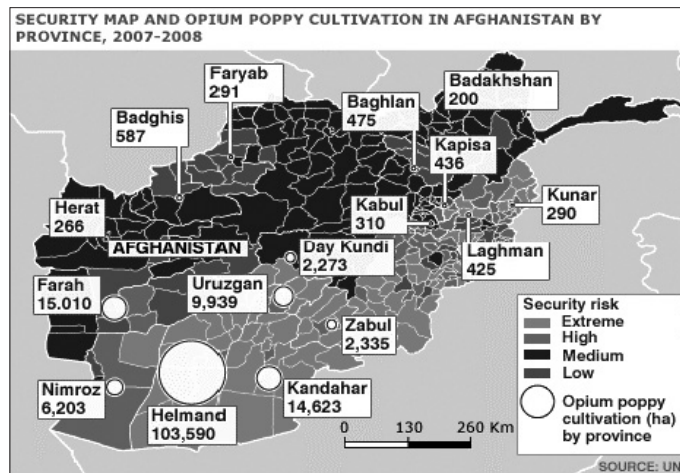 SECURITY MAP AND OPIUM POPPY CULTIVATION IN AFGHANISTAN BY
PROVINCE, 2007-2008
Faryab
291
Badakhshan
200
Badghis
587
Baghlan
475
Kapisa
436
Herat
266
Kabul
310
Kunar
290
AFGHANISTAN
Day Kundi
2,273
Laghman
425
Farah
15.010
Uruzgan
9,939
Zabul
2,335
Nimroz
6,203
Helmand
103,590
Kandahar
14,623
Security risk
Extreme
High
Medium
Low
Opium poppy
cultivation (ha)
by province
0 130 260 Km
SOURCE: UN